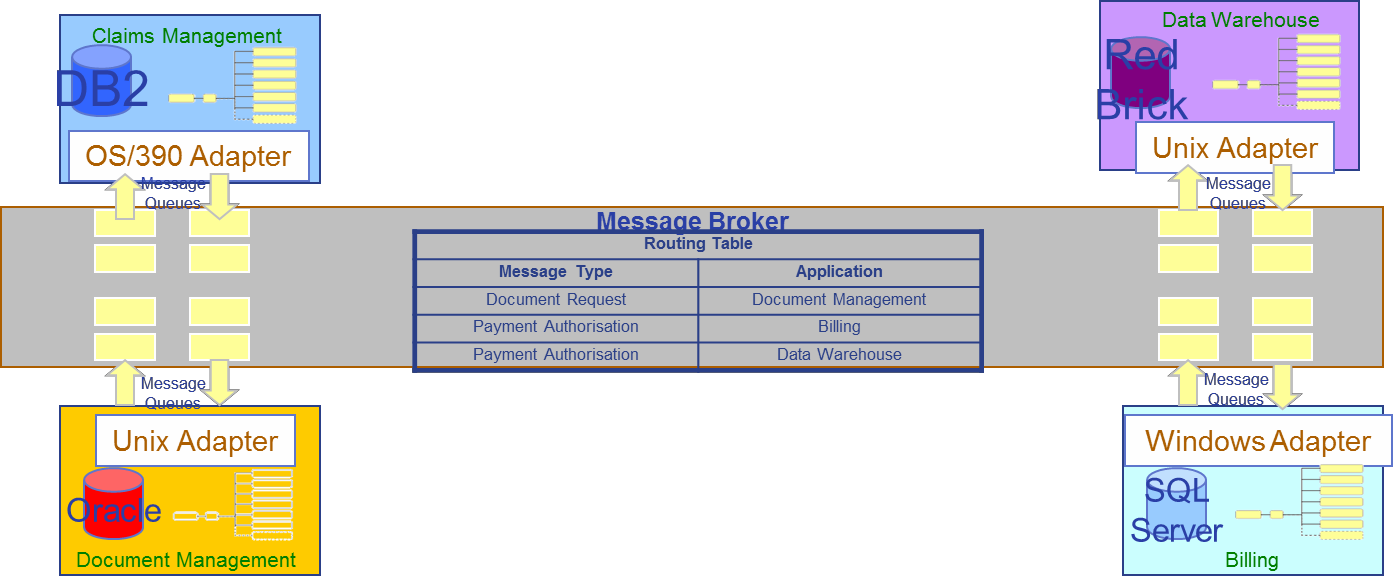 Claims Management
DB2
OS/390 Adapter
Message
Queues
Data Warehouse
Red
Brick
Unix Adapter
Message
Queues
Message Broker
Routing Table
Message Type Application
Document Request Document Management
Payment Authorisation Billing
Payment Authorisation Data Warehouse
Message
Queues
Unix Adapter
Oracle
Document Management
Message
Queues
Windows Adapter
SQL
Server
Billing